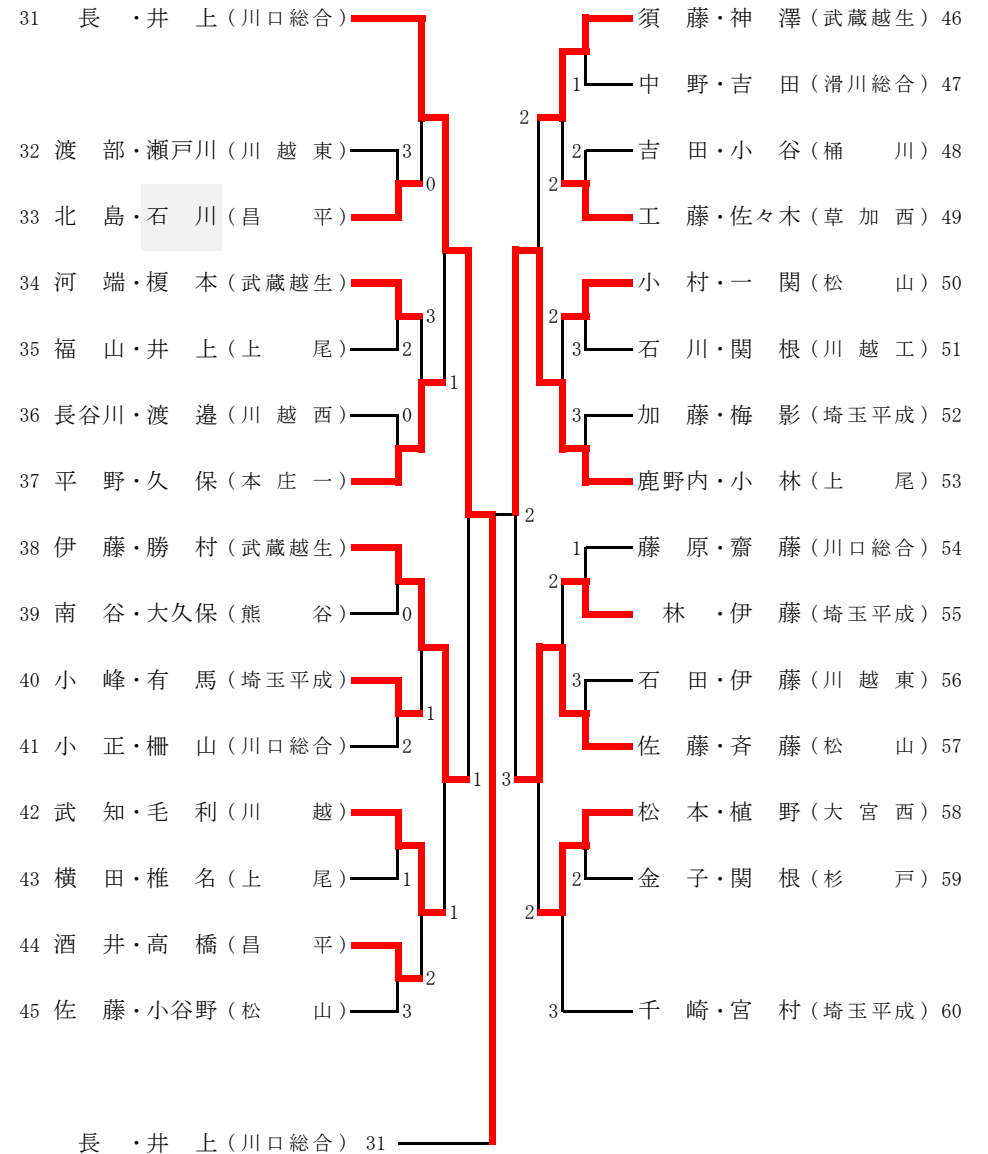 31 長・井上(川口総合)
32 渡部・瀬戸川(川越東) 3
0
33 北島・石川(昌平)
34 河端・榎本(武蔵越生)
3
35 福山・井上(上尾) 2
1
36 長谷川・渡邉(川越西) 0
37 平野・久保(本庄一)
38 伊藤・勝村(武蔵越生)
39 南谷・大久保(熊谷) 0
40 小峰・有馬(埼玉平成)
1
41 小正・柵山(川口総合) 2
1
42 武知・毛利(川越)
43 横田・椎名(上尾) 1
1
44 酒井・高橋(昌平)
2
45 佐藤・小谷野(松山) 3
長・井上(川口総合) 31
須藤・神澤(武蔵越生) 46
1 中野・吉田(滑川総合) 47
2
2 吉田・小谷(桶川) 48
2
工藤・佐々木(草加西) 49
小村・一関(松山) 50
2
3 石川・関根(川越工) 51
3 加藤・梅影(埼玉平成) 52
鹿野内・小林(上尾) 53
2
1 藤原・齋藤(川口総合) 54
2
林・伊藤(埼玉平成) 55
3 石田・伊藤(川越東) 56
佐藤・斉藤(松山) 57
3
松本・植野(大宮西) 58
2 金子・関根(杉戸) 59
2
3 千崎・宮村(埼玉平成) 60